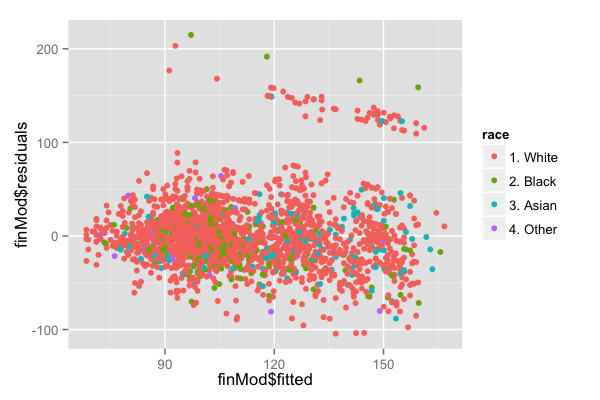 200
100
0
-100
90
120
150
finMod$residuals
finMod$fitted
race
1. White
2. Black
3. Asian
4. Other